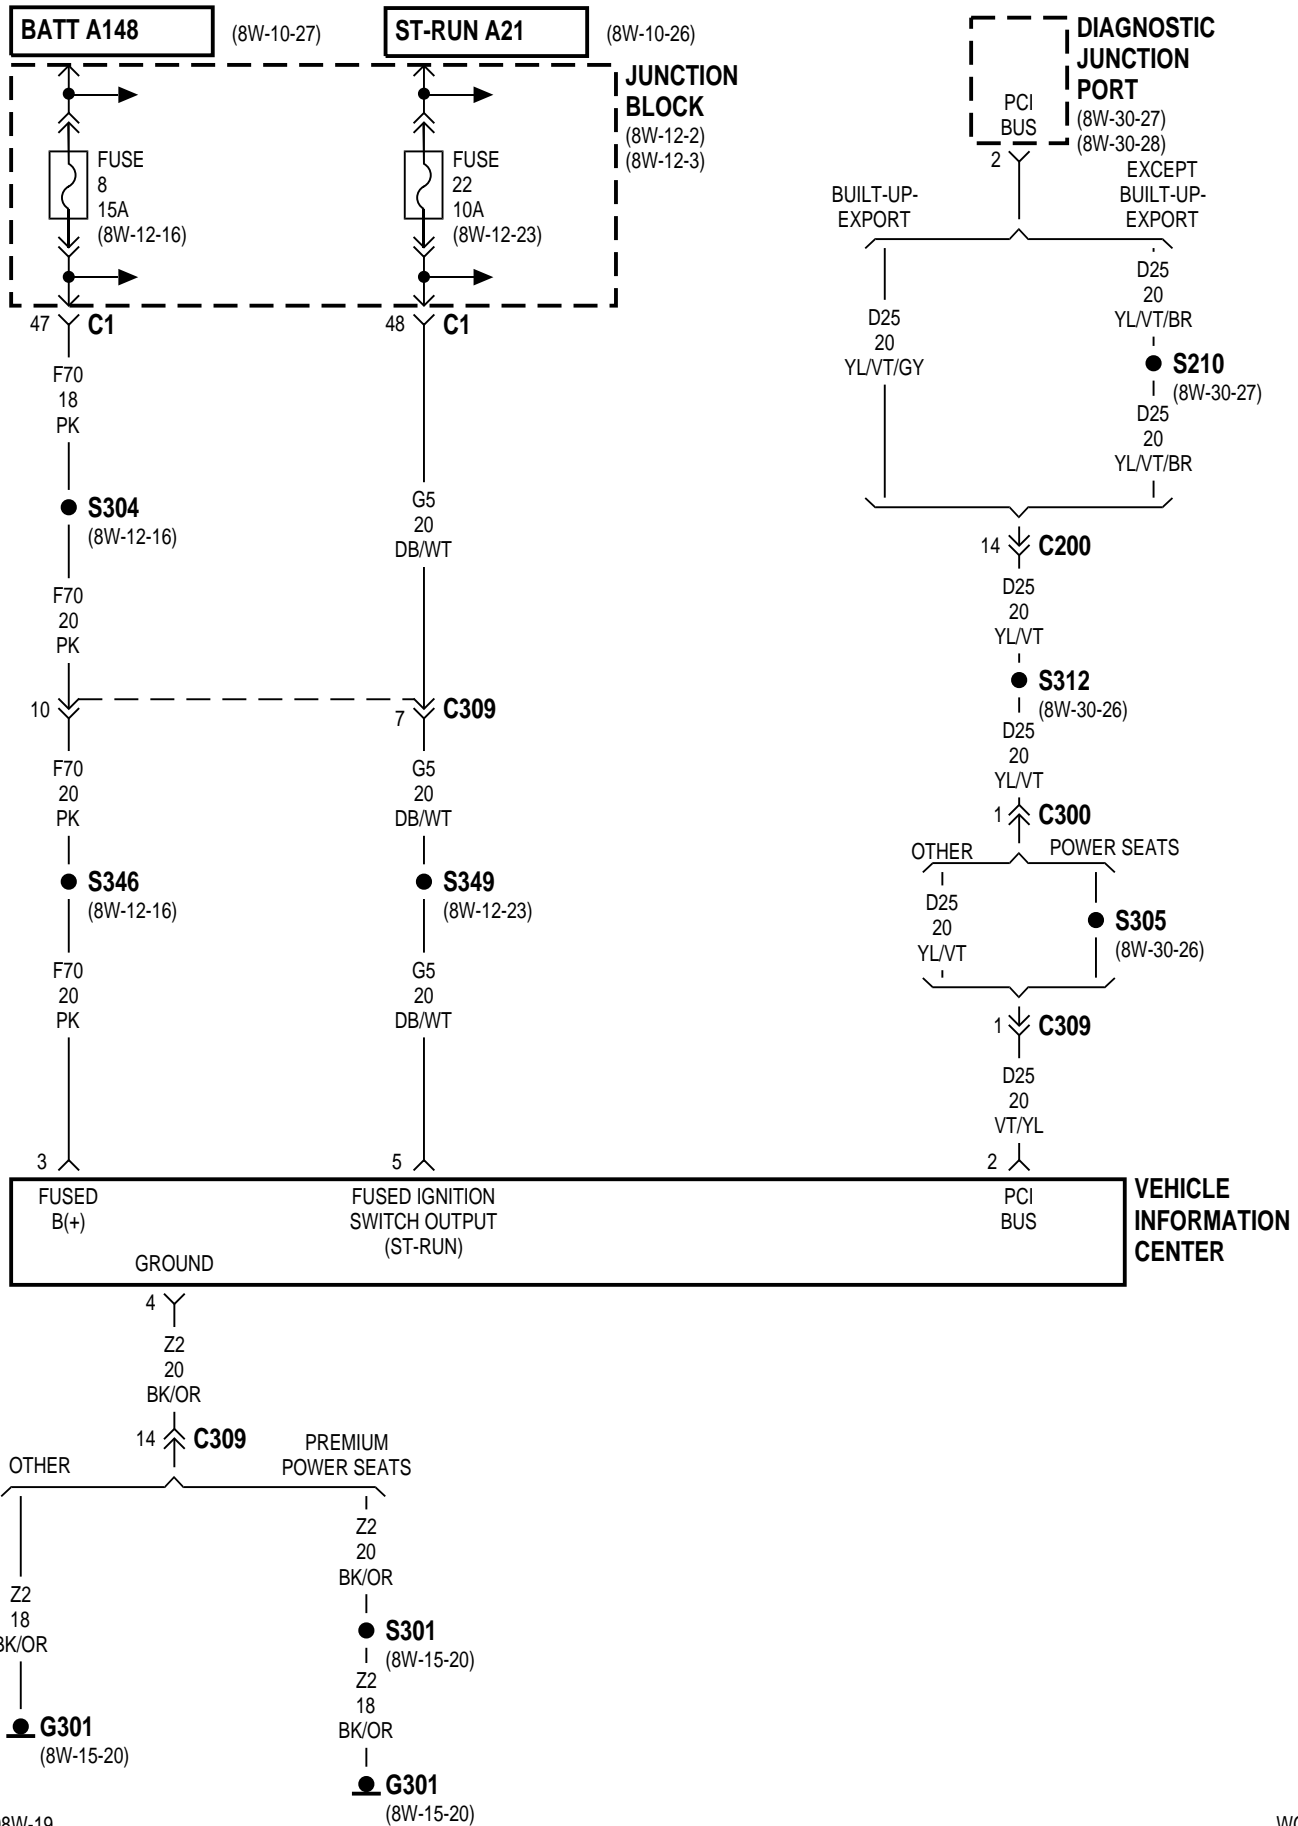 BATT A148
(8W-10-27)
ST-RUN A21
(8W-10-26)
JUNCTION
BLOCK
(8W-12-2)
(8W-12-3)
FUSE
8
15A
(8W-12-16)
FUSE
22
10A
(8W-12-23)
47
C1
48
C1
F70
18
PK
S304
(8W-12-16)
F70
20
PK
G5
20
DB/WT
10
7
C309
F70
20
PK
G5
20
DB/WT
S346
(8W-12-16)
S349
(8W-12-23)
F70
20
PK
G5
20
DB/WT
3
5
DIAGNOSTIC
JUNCTION
PORT
(8W-30-27)
(8W-30-28)
PCI
BUS
2
BUILT-UP-
EXPORT
EXCEPT
BUILT-UP-
EXPORT
D25
20
YL/VT/GY
D25
20
YL/VT/BR
S210
(8W-30-27)
D25
20
YL/VT/BR
14
C200
D25
20
YL/VT
S312
(8W-30-26)
D25
20
YL/VT
1
C300
OTHER
POWER SEATS
D25
20
YL/VT
S305
(8W-30-26)
1
C309
D25
20
VT/YL
2
FUSED
B(+)
FUSED IGNITION
SWITCH OUTPUT
(ST-RUN)
PCI
BUS
GROUND
VEHICLE
INFORMATION
CENTER
4
Z2
20
BK/OR
14
C309
OTHER
PREMIUM
POWER SEATS
Z2
18
BK/OR
G301
(8W-15-20)
Z2
20
BK/OR
S301
(8W-15-20)
Z2
18
BK/OR
G301
(8W-15-20)